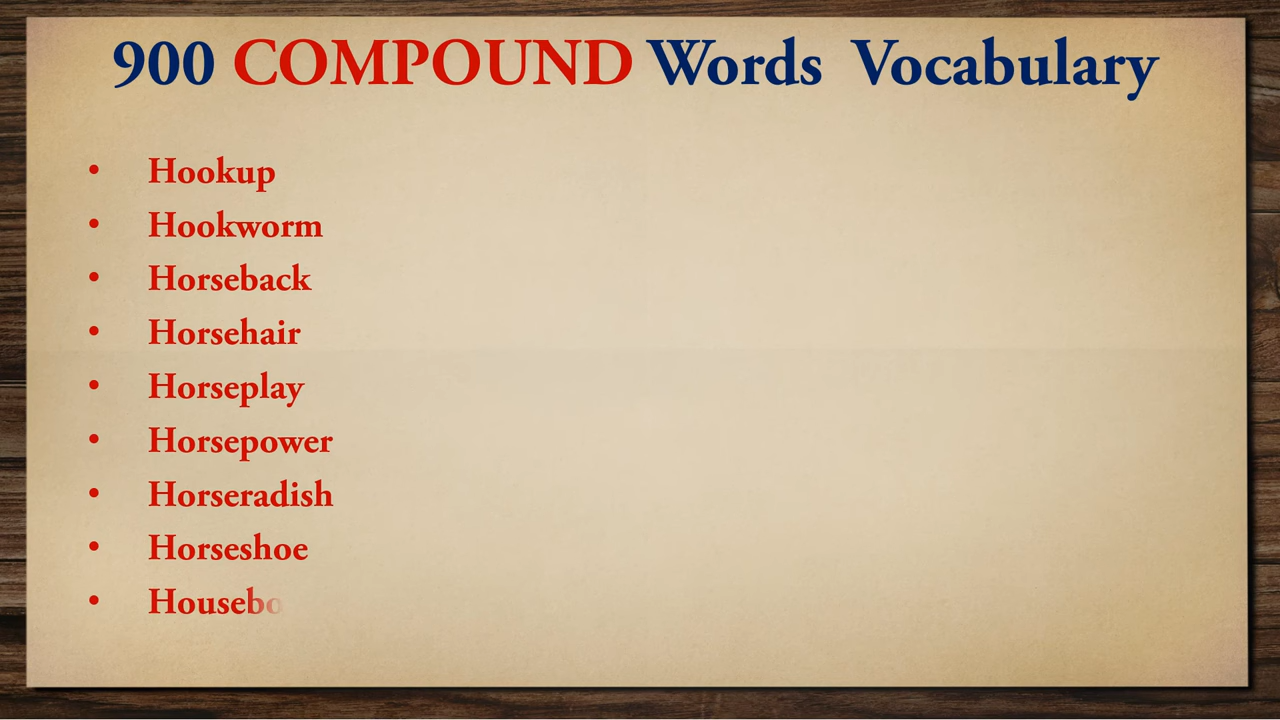 900 COMPOUND Words Vocabulary
• Hookup
• Hookworm
• Horseback
• Horsehair
• Horseplay
• Horsepower
• Horseradish
• Horseshoe
• Housebo